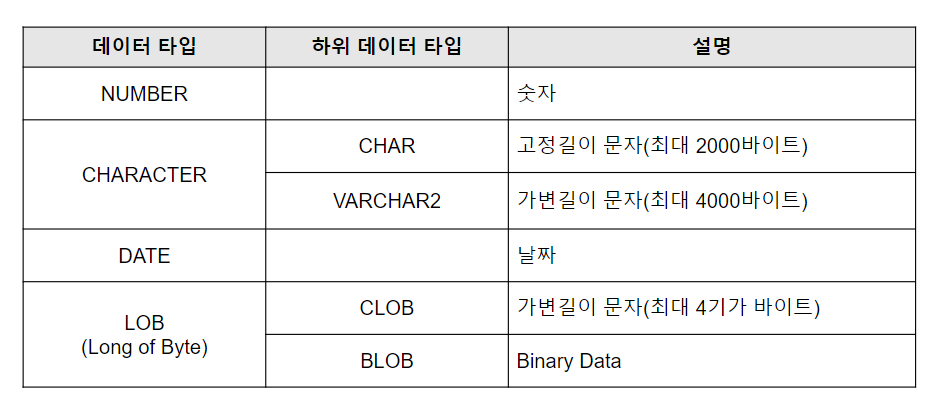 데이터 타입 하위 데이터 타입 설명
NUMBER 숫자
CHARACTER
CHAR 고정길이 문자(최대 2000바이트)
VARCHAR2 가변길이 문자(최대 4000바이트)
DATE 날짜
LOB
(Long of Byte)
CLOB 가변길이 문자(최대 4기가 바이트)
BLOB Binary Data